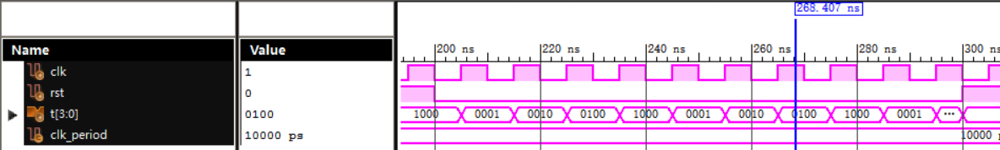 268.407 ns
Name Value 200 ns 220 ns 240 ns 260 ns 280 ns 300 ns
clk 1
rst 0
t[3:0] 0100 1000 0001 0010 0100 1000 0001 0010 0100 1000 0001 ...
clk_period 10000 ps 10000